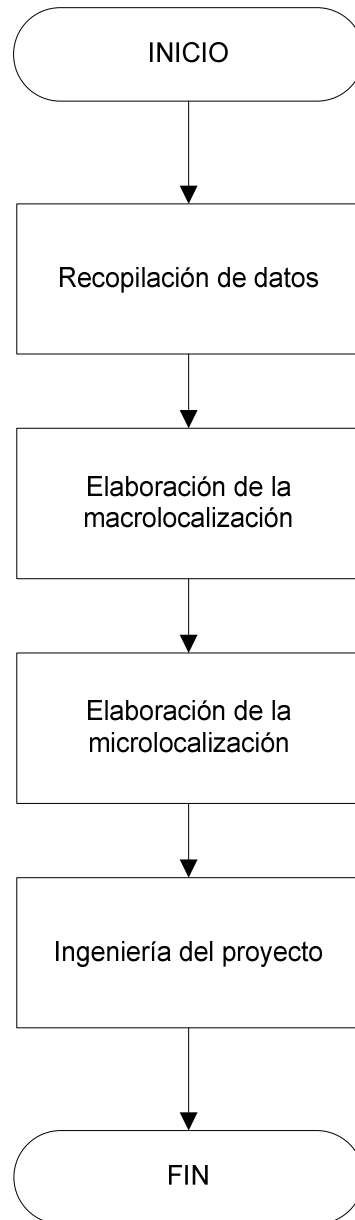 INICIO
Recopilación de datos
Elaboración de la
macrolocalización
Elaboración de la
microlocalización
Ingeniería del proyecto
FIN